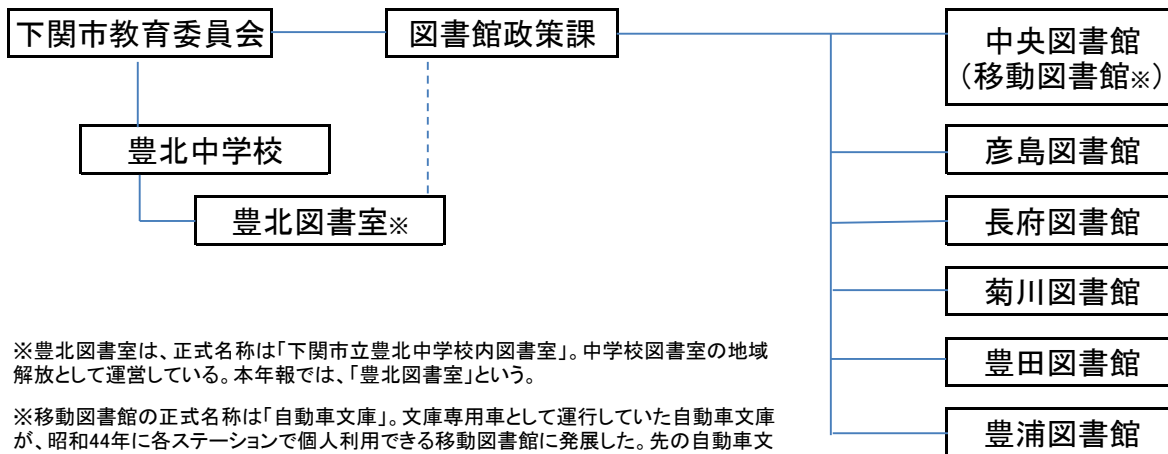 下関市教育委員会
図書館政策課
中央図書館
（移動図書館※）
豊北中学校
彦島図書館
豊北図書室※
長府図書館
菊川図書館
豊田図書館
豊浦図書館
※豊北図書室は、正式名称は「下関市立豊北中学校内図書室」。中学校図書室の地域
解放として運営している。本年報では、「豊北図書室」という。
※移動図書館の正式名称は「自動車文庫」。文庫専用車として運行していた自動車文庫
が、昭和44年に各ステーションで個人利用できる移動図書館に発展した。先の自動車文